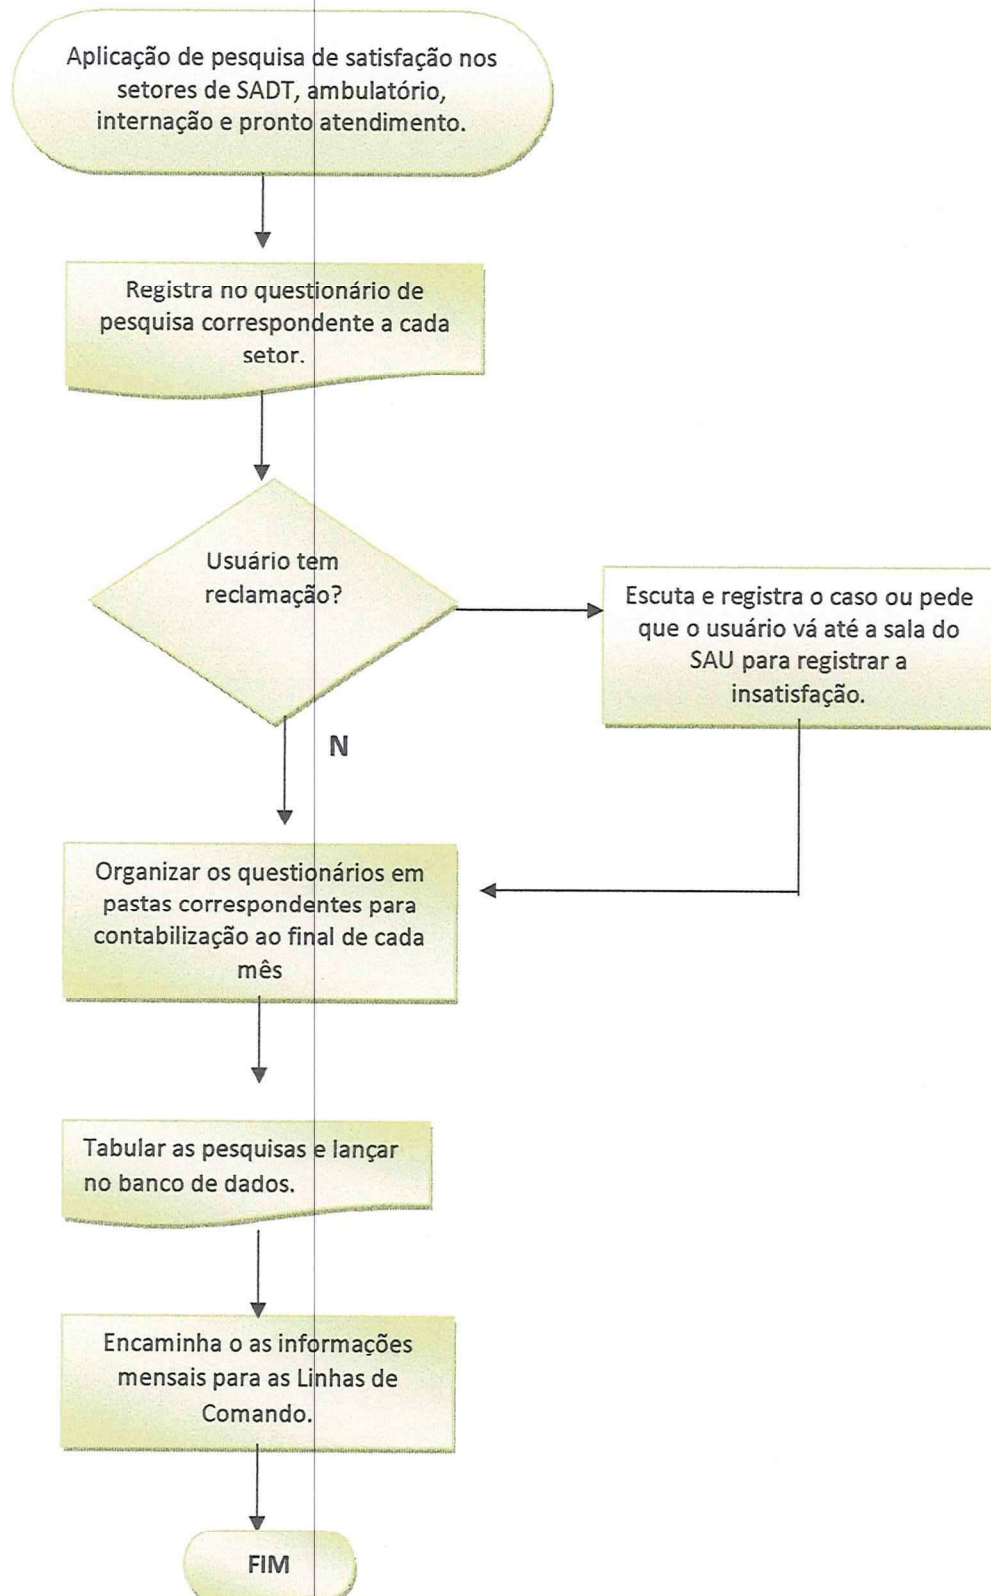 Aplicação de pesquisa de satisfação nos
setores de SADT, ambulatório,
internação e pronto atendimento.
Registra no questionário de
pesquisa correspondente a cada
setor.
Usuário tem
reclamação?
Escuta e registra o caso ou pede
que o usuário vá até a sala do
SAU para registrar a
insatisfação.
N
Organizar os questionários em
pastas correspondentes para
contabilização ao final de cada
mês
Tabular as pesquisas e lançar
no banco de dados.
Encaminha o as informações
mensais para as Linhas de
Comando.
FIM